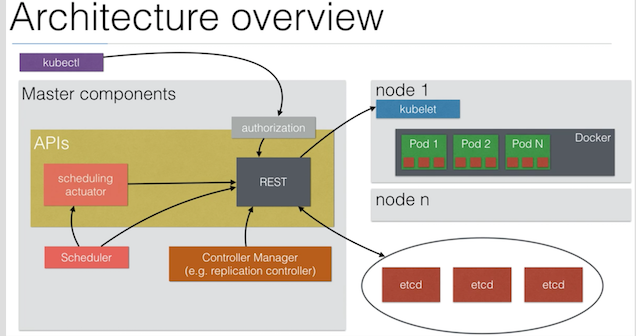 Architecture overview
kubectl
Master components
authorization
APIs
scheduling
actuator
REST
Scheduler
Controller Manager
(e.g. replication controller)
node 1
kubelet
Docker
Pod 1
Pod 2
Pod N
node n
etcd
etcd
etcd